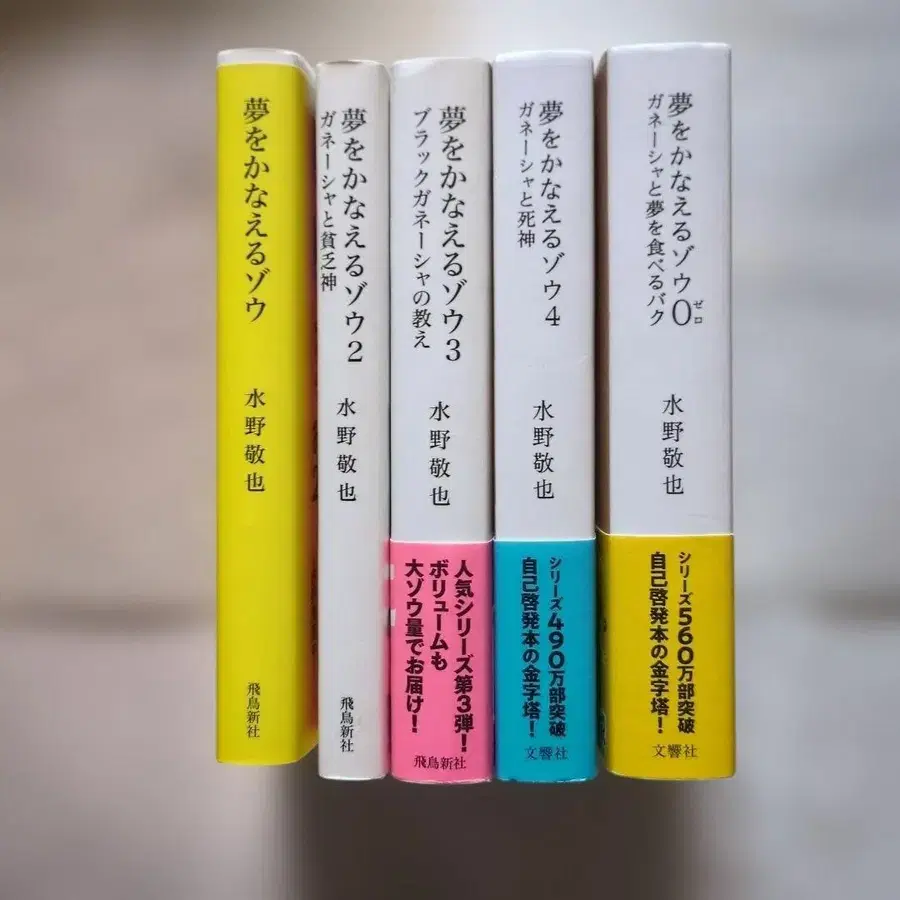 夢をかなえるゾウ
水野敬也
飛鳥新社
夢をかなえるゾウ2
ガネーシャと貧乏神
水野敬也
飛鳥新社
夢をかなえるゾウ3
ブラックガネーシャの教え
水野敬也
人気シリーズ第3弾!
ボリュームも
大ゾウ量でお届け!
飛鳥新社
夢をかなえるゾウ4
ガネーシャと死神
水野敬也
シリーズ490万部突破
自己啓発本の金字塔!
文響社
夢をかなえるゾウ0
ゼロ
ガネーシャと夢を食べるバク
水野敬也
シリーズ560万部突破
自己啓発本の金字塔!
文響社